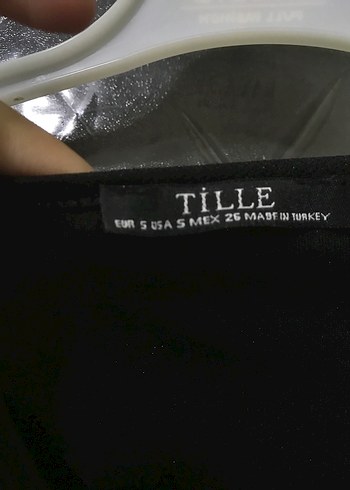 TİLLE
EUR S USA S MEX 26 MADE IN TURKEY